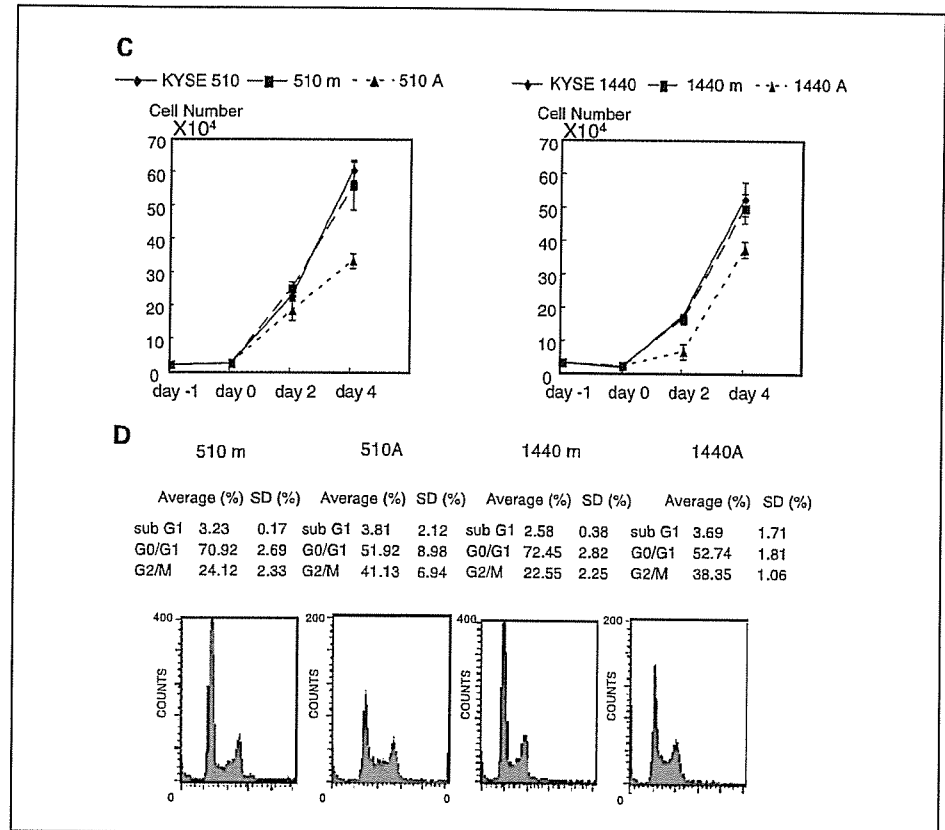 C
KYSE 510 510 m 510 A
KYSE 1440 1440 m 1440 A
Cell Number
X10⁴
70
60
50
40
30
20
10
0
day -1 day 0 day 2 day 4
Cell Number
X10⁴
70
60
50
40
30
20
10
0
day -1 day 0 day 2 day 4
D
510 m 510A 1440 m 1440A
Average (%) SD (%) Average (%) SD (%) Average (%) SD (%) Average (%) SD (%)
sub G1 3.23 0.17 sub G1 3.81 2.12 sub G1 2.58 0.38 sub G1 3.69 1.71
G0/G1 70.92 2.69 G0/G1 51.92 8.98 G0/G1 72.45 2.82 G0/G1 52.74 1.81
G2/M 24.12 2.33 G2/M 41.13 6.94 G2/M 22.55 2.25 G2/M 38.35 1.06
400
COUNTS
0
200
COUNTS
0 0
400
COUNTS
0
200
COUNTS
0